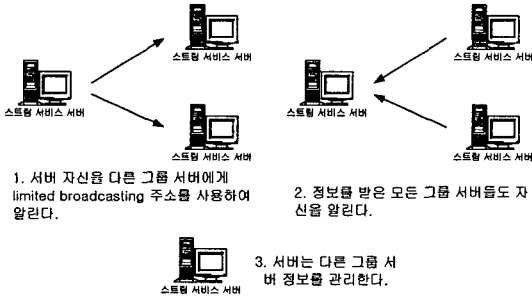 스트림 서비스 서버
스트림 서비스 서버
스트림 서비스 서버
스트림 서비스 서버
스트림 서비스 서버
스트림 서비스 서버
1. 서버 자신을 다른 그룹 서버에게
limited broadcasting 주소를 사용하여
알린다.
2. 정보를 받은 모든 그룹 서버들도 자
신을 알린다.
스트림 서비스 서버
3. 서버는 다른 그룹 서
버 정보를 관리한다.